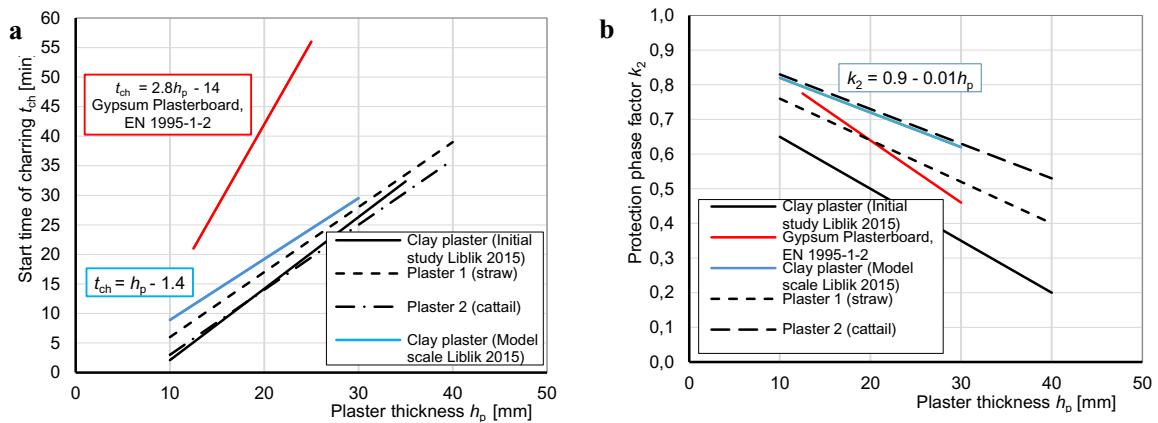 a
60
55
50
45
40
35
30
25
20
15
10
5
0
Start time of charring tch [min]
tch = 2.8hp - 14
Gypsum Plasterboard,
EN 1995-1-2
tch = hp - 1.4
Clay plaster (Initial
study Liblik 2015)
Plaster 1 (straw)
Plaster 2 (cattail)
Clay plaster (Model
scale Liblik 2015)
0 10 20 30 40 50
Plaster thickness hp [mm]
b
1,0
0,9
0,8
0,7
0,6
0,5
0,4
0,3
0,2
0,1
0,0
Protection phase factor k2
k2 = 0.9 - 0.01hp
Clay plaster (Initial
study Liblik 2015)
Gypsum Plasterboard,
EN 1995-1-2
Clay plaster (Model
scale Liblik 2015)
Plaster 1 (straw)
Plaster 2 (cattail)
0 10 20 30 40 50
Plaster thickness hp [mm]